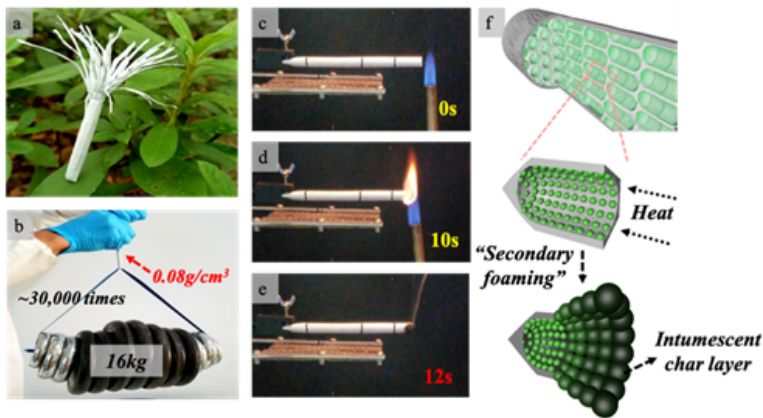 a
b
0.08g/cm³
~30,000 times
16kg
c
0s
d
10s
e
12s
f
Heat
“Secondary
foaming”
Intumescent
char layer